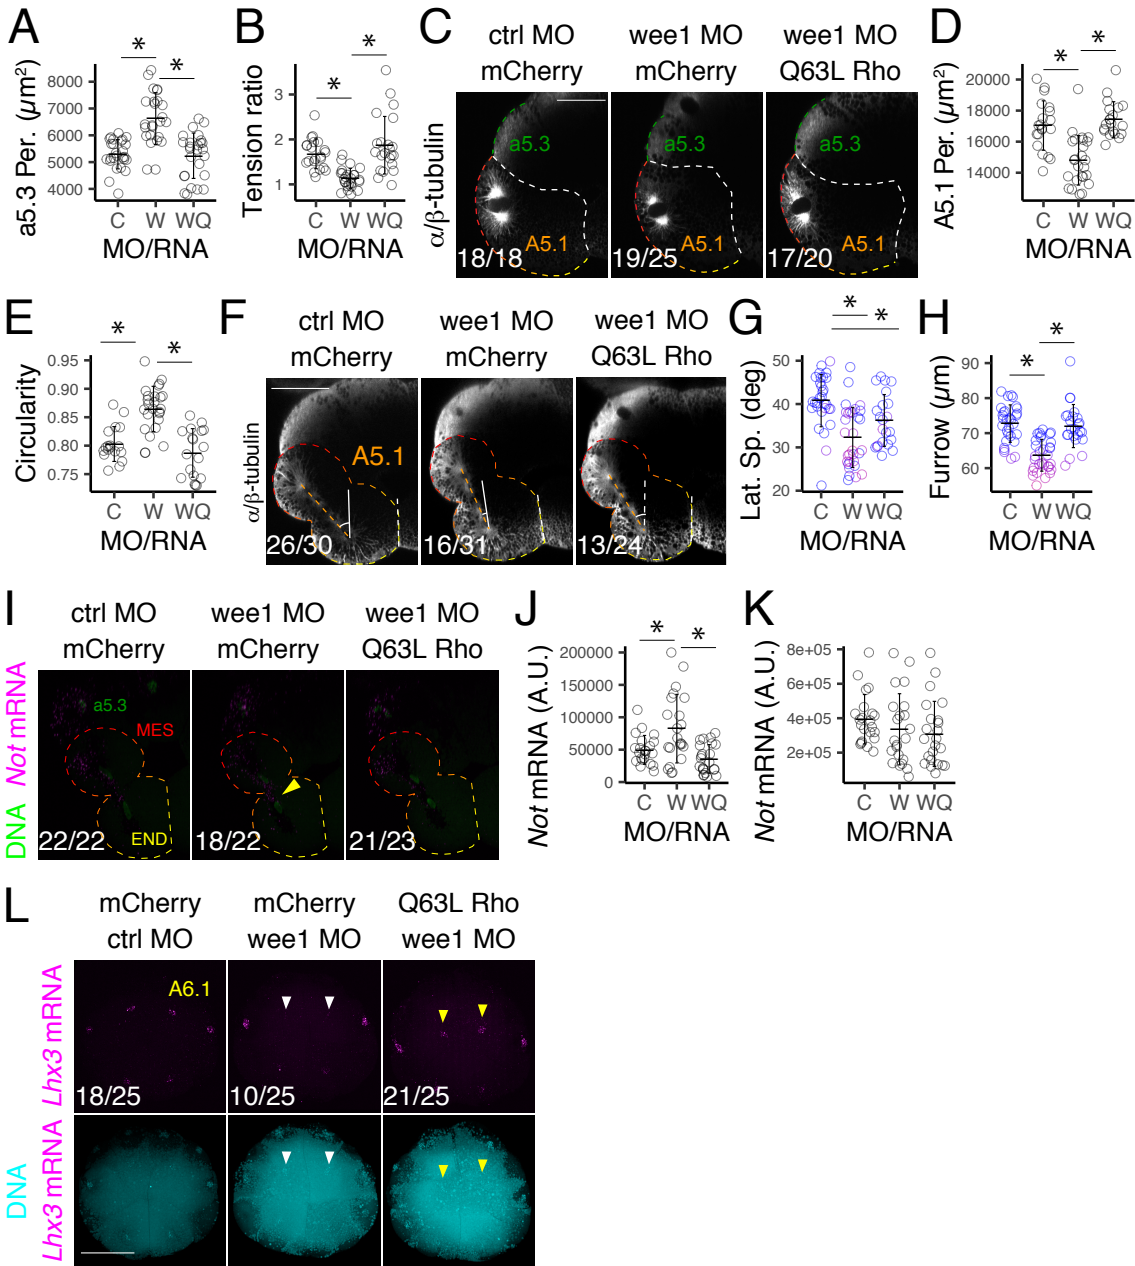 A
a5.3 Per. (μm²)
8000
7000
6000
5000
4000
*
*
C W WQ
MO/RNA
B
Tension ratio
3
2
1
*
*
C W WQ
MO/RNA
C
ctrl MO
mCherry
wee1 MO
mCherry
wee1 MO
Q63L Rho
α/β-tubulin
a5.3
A5.1
18/18
a5.3
A5.1
19/25
a5.3
A5.1
17/20
D
A5.1 Per. (μm²)
20000
18000
16000
14000
*
*
C W WQ
MO/RNA
E
Circularity
0.95
0.90
0.85
0.80
0.75
*
*
C W WQ
MO/RNA
F
ctrl MO
mCherry
wee1 MO
mCherry
wee1 MO
Q63L Rho
α/β-tubulin
A5.1
26/30
16/31
13/24
G
Lat. Sp. (deg)
50
40
30
20
*
*
C W WQ
MO/RNA
H
Furrow (μm)
90
80
70
60
*
*
C W WQ
MO/RNA
I
ctrl MO
mCherry
wee1 MO
mCherry
wee1 MO
Q63L Rho
DNA Not mRNA
a5.3
MES
END
22/22
18/22
21/23
J
Not mRNA (A.U.)
200000
150000
100000
50000
0
*
*
C W WQ
MO/RNA
K
Not mRNA (A.U.)
8e+05
6e+05
4e+05
2e+05
C W WQ
MO/RNA
L
mCherry
ctrl MO
mCherry
wee1 MO
Q63L Rho
wee1 MO
Lhx3 mRNA
A6.1
18/25
10/25
21/25
DNA
Lhx3 mRNA